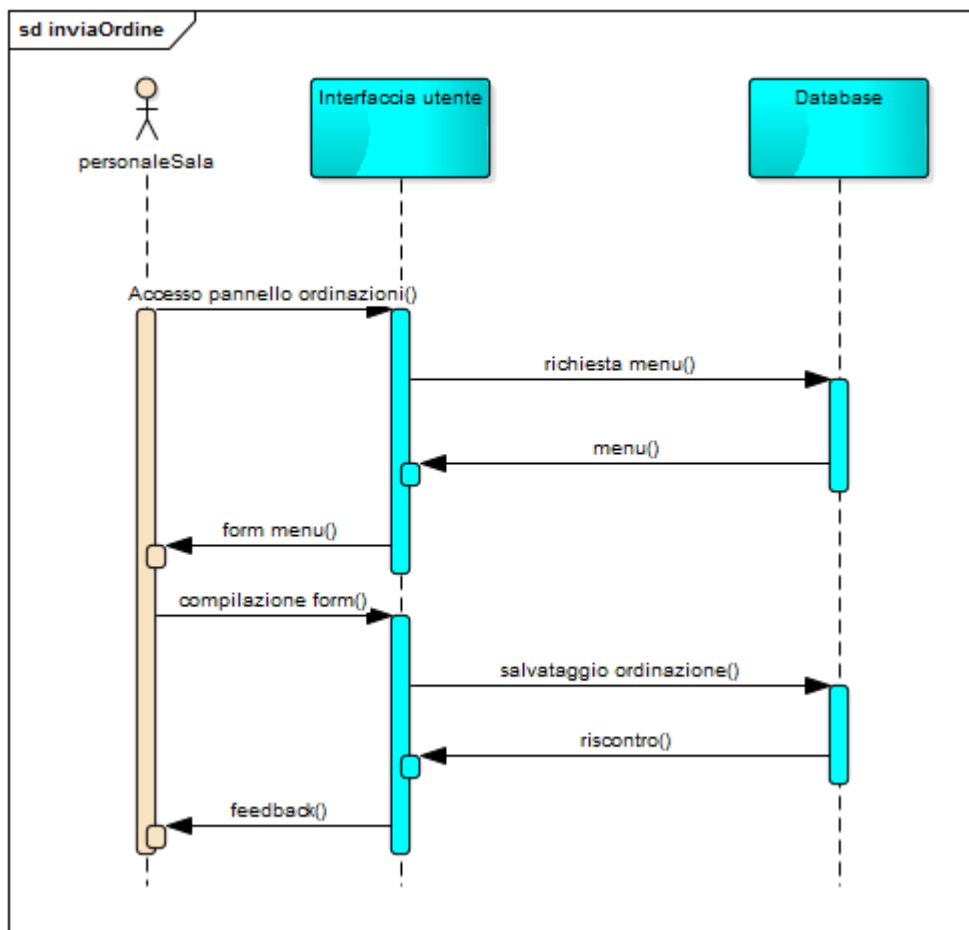 sd inviaOrdine
Interfaccia utente
Database
personaleSala
Accesso pannello ordinazioni()
richiesta menu()
menu()
form menu()
compilazione form()
salvataggio ordinazione()
riscontro()
feedback()